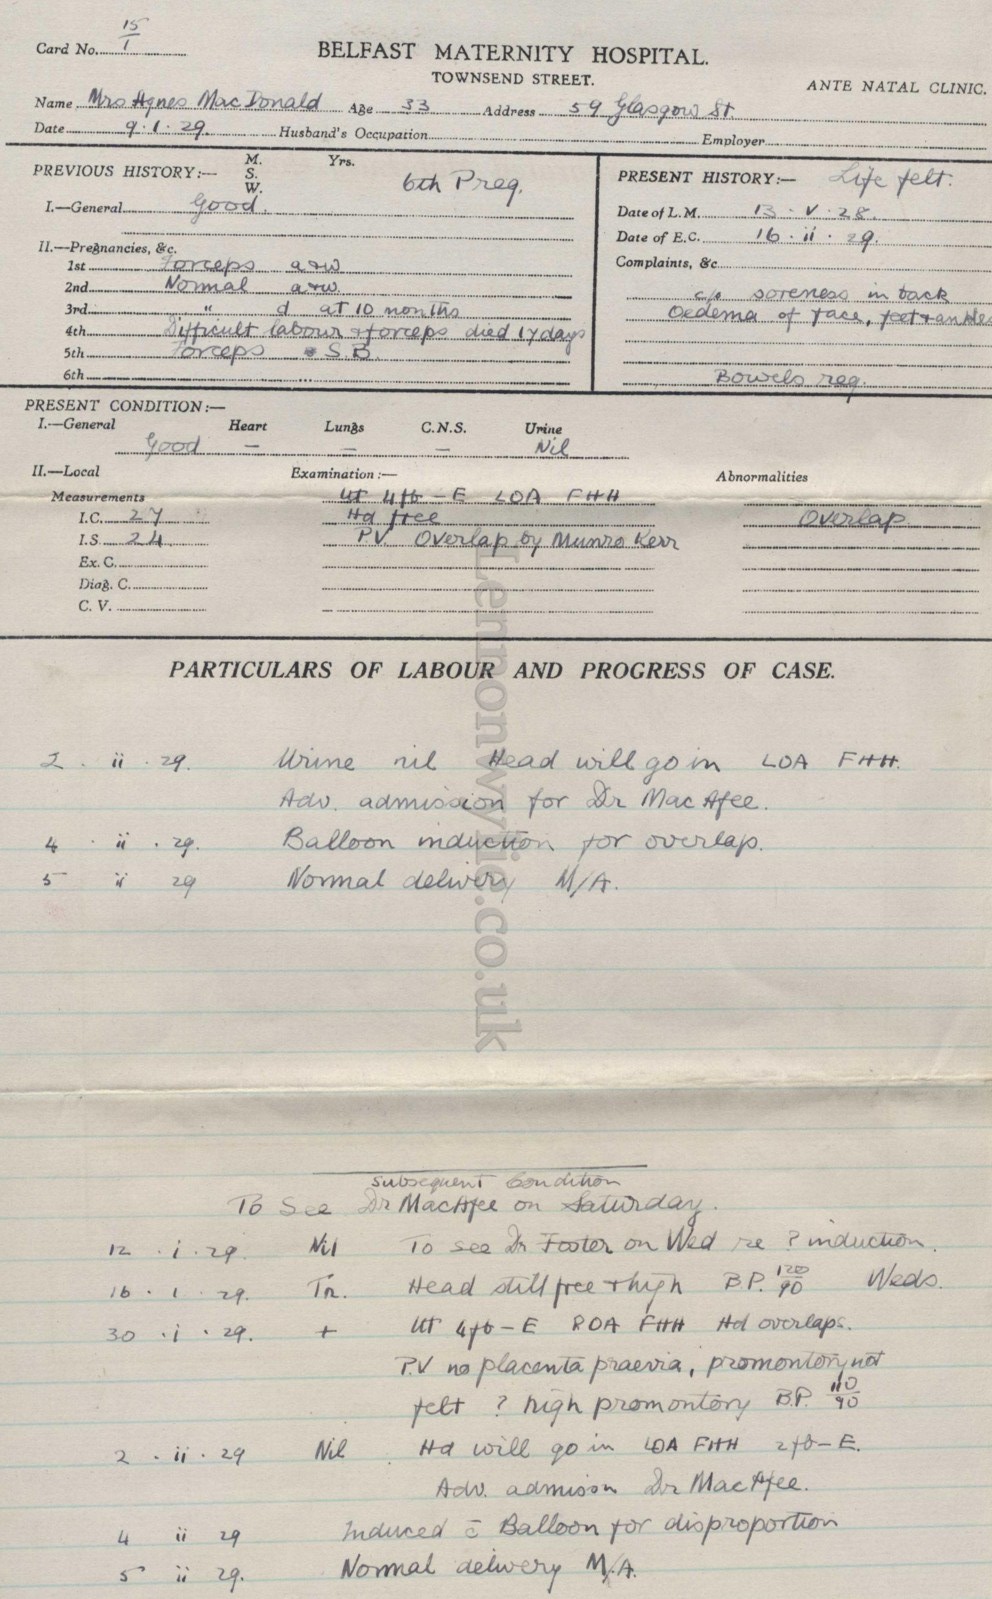 15
Card No. 1
BELFAST MATERNITY HOSPITAL.
TOWNSEND STREET.
ANTE NATAL CLINIC.
Name Mrs Agnes MacDonald Age 33 Address 59 Glasgow St.
Date 9.1.29. Husband's Occupation Employer
PREVIOUS HISTORY:— M. Yrs.
S.
W.
6th Preg.
I.—General Good.
II.—Pregnancies, &c.
1st Forceps a+w
2nd Normal a+w.
3rd " d at 10 months
4th Difficult labour + forceps died 17 days
5th Forceps S.B.
6th
PRESENT HISTORY:— Life felt.
Date of L.M. 13.V.28.
Date of E.C. 16.ii.29.
Complaints, &c
c/o soreness in back
Oedema of face, feet + ankles
Bowels reg.
PRESENT CONDITION:—
I.—General Heart Lungs C.N.S. Urine
Good — — — Nil
II.—Local Examination:— Abnormalities
Measurements Ut 4fb-E LOA FHH
I.C. 27 Hd free Overlap
I.S. 24 P.V. Overlap by Munro Kerr
Ex. C.
Diag. C.
C. V.
PARTICULARS OF LABOUR AND PROGRESS OF CASE.
2.ii.29. Urine nil Head will go in LOA FHH.
Adv. admission for Dr MacAfee.
4.ii.29. Balloon induction for overlap.
5 ii 29 Normal delivery M/A.
Subsequent Condition
To See Dr MacAfee on Saturday.
12.i.29. Nil To see Dr Foster on Wed re ? induction.
16.1.29. Tr. Head still free + high B.P. 120/90 Weds.
30.i.29. + Ut 4fb-E ROA FHH Hd overlaps.
P.V no placenta praevia, promontory not
felt ? high promontory B.P. 110/90
2.ii.29 Nil Hd will go in LOA FHH 2fb-E.
Adv. admison Dr MacAfee.
4 ii 29 Induced c̄ Balloon for disproportion
5 ii 29. Normal delivery M/A.
Lemonwylie.co.uk